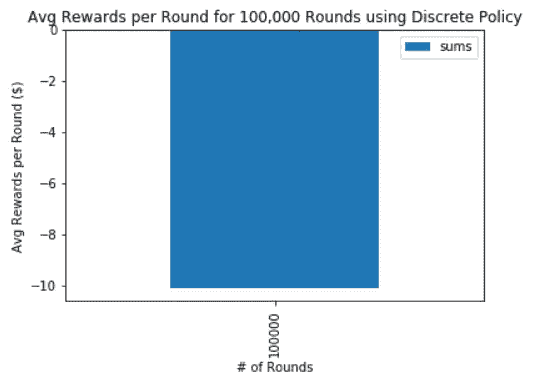 Avg Rewards per Round for 100,000 Rounds using Discrete Policy
sums
0
−2
−4
−6
−8
−10
Avg Rewards per Round ($)
100000
# of Rounds